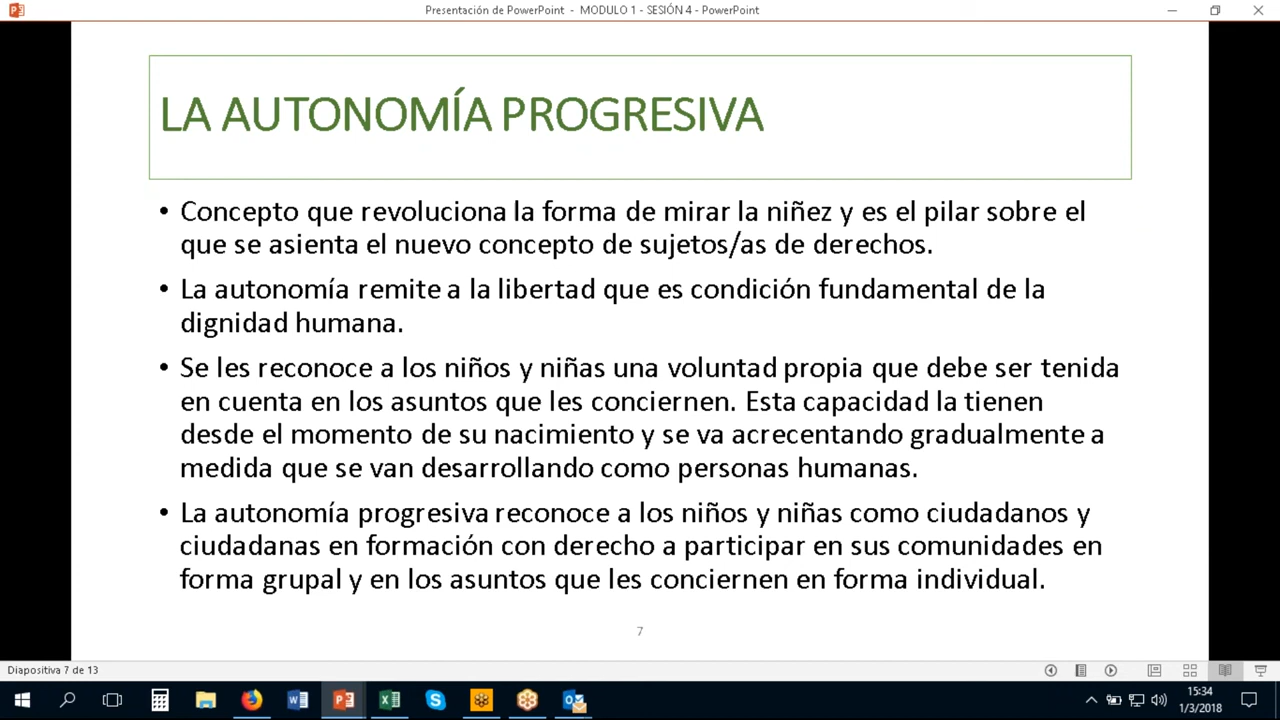 Presentación de PowerPoint - MODULO 1 - SESIÓN 4 - PowerPoint
LA AUTONOMÍA PROGRESIVA
• Concepto que revoluciona la forma de mirar la niñez y es el pilar sobre el
que se asienta el nuevo concepto de sujetos/as de derechos.
• La autonomía remite a la libertad que es condición fundamental de la
dignidad humana.
• Se les reconoce a los niños y niñas una voluntad propia que debe ser tenida
en cuenta en los asuntos que les conciernen. Esta capacidad la tienen
desde el momento de su nacimiento y se va acrecentando gradualmente a
medida que se van desarrollando como personas humanas.
• La autonomía progresiva reconoce a los niños y niñas como ciudadanos y
ciudadanas en formación con derecho a participar en sus comunidades en
forma grupal y en los asuntos que les conciernen en forma individual.
7
Diapositiva 7 de 13
15:34
1/3/2018